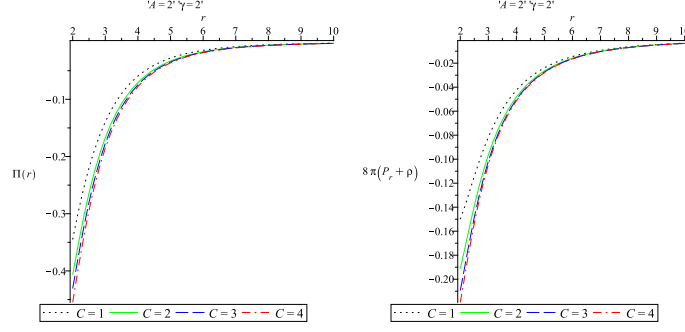 'A = 2' 'γ = 2'
r
2 3 4 5 6 7 8 9 10
−0.1
−0.2
−0.3
−0.4
Π(r)
C = 1 C = 2 C = 3 C = 4
'A = 2' 'γ = 2'
r
2 3 4 5 6 7 8 9 10
−0.02
−0.04
−0.06
−0.08
−0.10
−0.12
−0.14
−0.16
−0.18
−0.20
8 π(P_r + ρ)
C = 1 C = 2 C = 3 C = 4